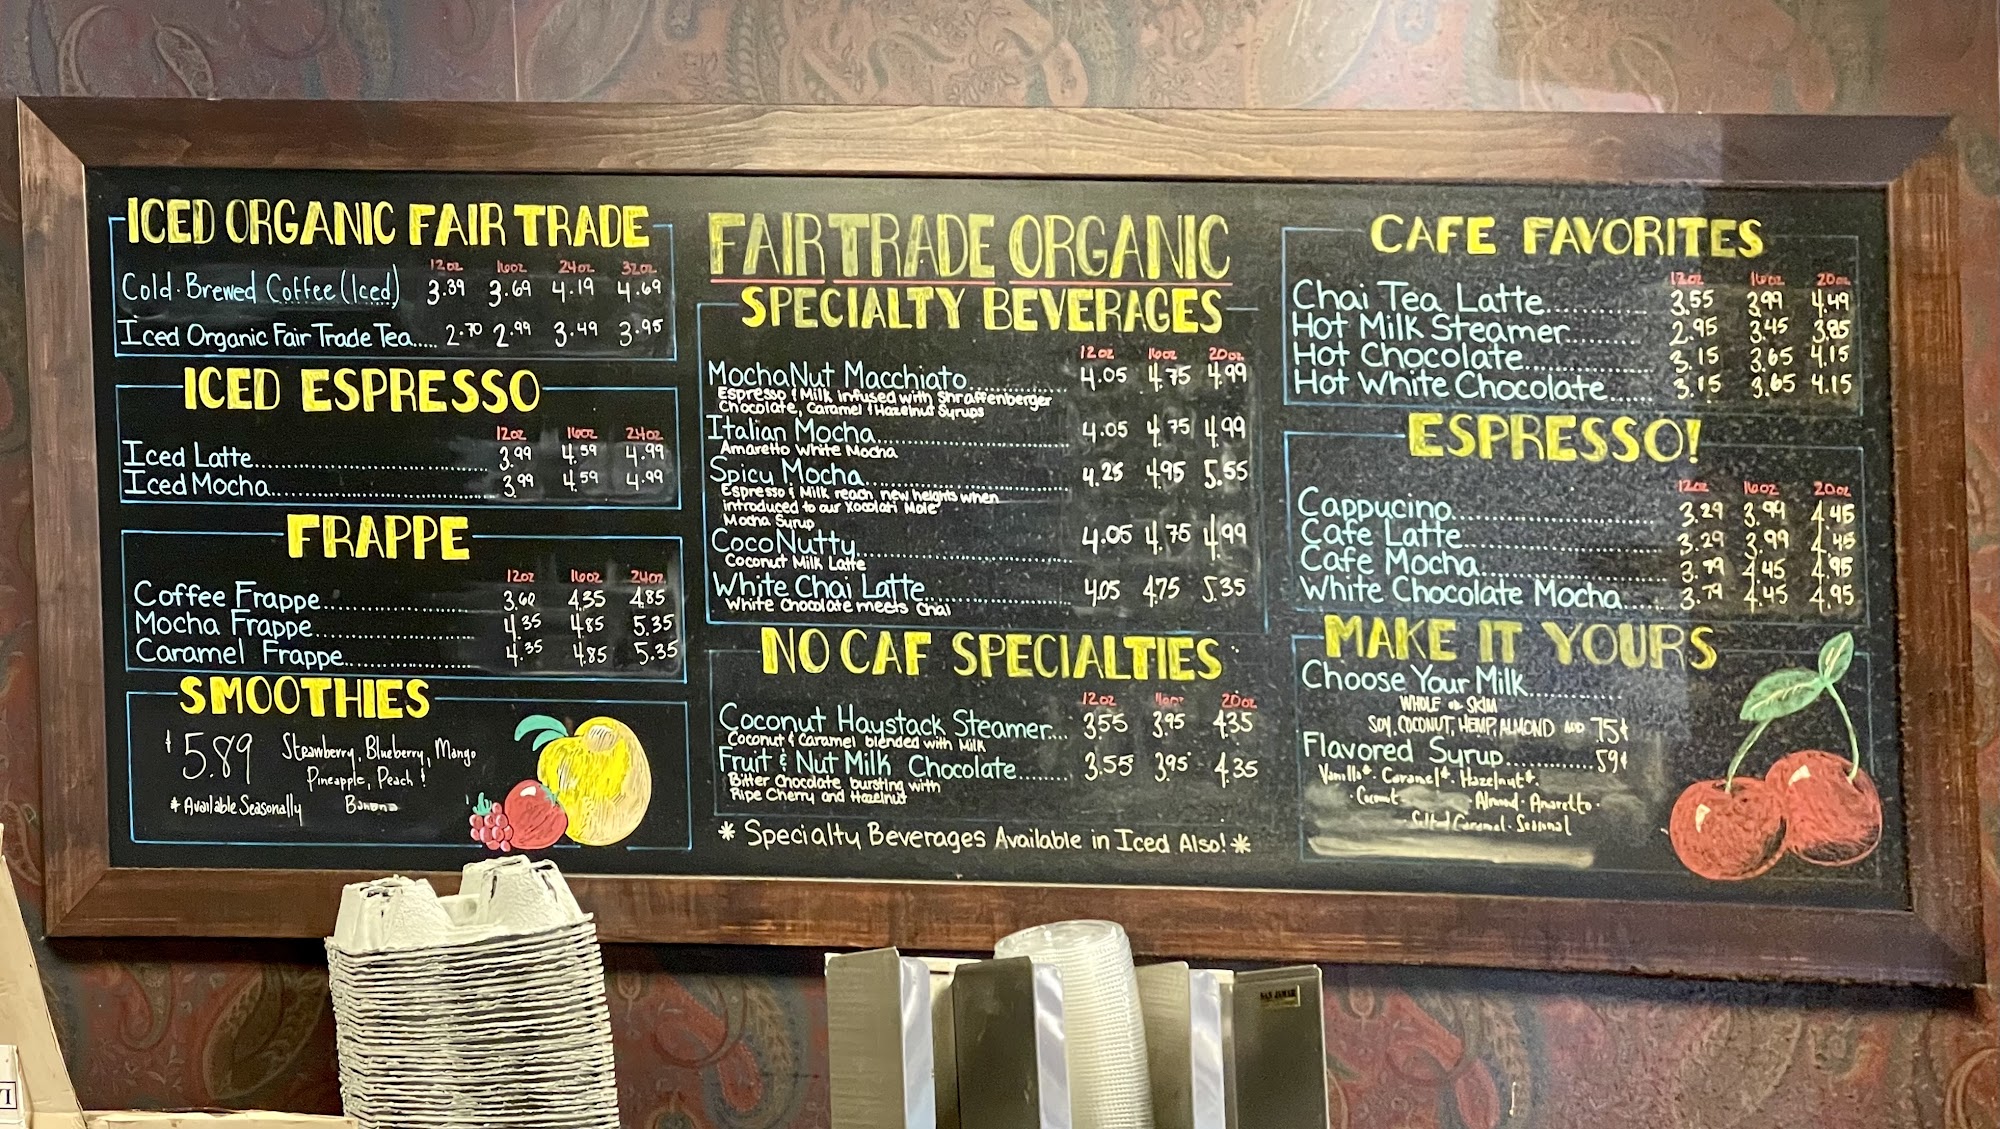 ICED ORGANIC FAIR TRADE
12oz 16oz 24oz 32oz
Cold-Brewed Coffee (Iced) 3.39 3.69 4.19 4.69
Iced Organic Fair Trade Tea..... 2.70 2.99 3.49 3.95
ICED ESPRESSO
12oz 16oz 24oz
Iced Latte 3.99 4.59 4.99
Iced Mocha 3.99 4.59 4.99
FRAPPE
12oz 16oz 24oz
Coffee Frappe 3.60 4.35 4.85
Mocha Frappe 4.35 4.85 5.35
Caramel Frappe 4.35 4.85 5.35
SMOOTHIES
$5.89 Strawberry, Blueberry, Mango
Pineapple, Peach!
* Available Seasonally Banana
FAIR TRADE ORGANIC
SPECIALTY BEVERAGES
12oz 16oz 20oz
MochaNut Macchiato 4.05 4.75 4.99
Espresso & Milk infused with Shraffenberger
Chocolate, Caramel & Hazelnut Syrups
Italian Mocha 4.05 4.75 4.99
Amaretto White Mocha
Spicy Mocha 4.25 4.95 5.55
Espresso & Milk reach new heights when
introduced to our Xocolatl Mole
Mocha Syrup
CocoNutty 4.05 4.75 4.99
Coconut Milk Latte
White Chai Latte 4.05 4.75 5.35
White Chocolate meets Chai
NO CAF SPECIALTIES
12oz 16oz 20oz
Coconut Haystack Steamer.... 3.55 3.95 4.35
Coconut & Caramel blended with Milk
Fruit & Nut Milk Chocolate 3.55 3.95 4.35
Bitter Chocolate bursting with
Ripe Cherry and Hazelnut
* Specialty Beverages Available in Iced Also! *
CAFE FAVORITES
12oz 16oz 20oz
Chai Tea Latte 3.55 3.99 4.49
Hot Milk Steamer 2.95 3.45 3.85
Hot Chocolate 3.15 3.65 4.15
Hot White Chocolate 3.15 3.65 4.15
ESPRESSO!
12oz 16oz 20oz
Cappucino 3.29 3.99 4.45
Cafe Latte 3.29 3.99 4.45
Cafe Mocha 3.79 4.45 4.95
White Chocolate Mocha 3.79 4.45 4.95
MAKE IT YOURS
Choose Your Milk
WHOLE or SKIM
SOY, COCONUT, HEMP, ALMOND ADD 75¢
Flavored Syrup 59¢
Vanilla* · Caramel* · Hazelnut* ·
· Coconut · Almond · Amaretto ·
Salted Caramel · Seasonal
SAN JAMAR